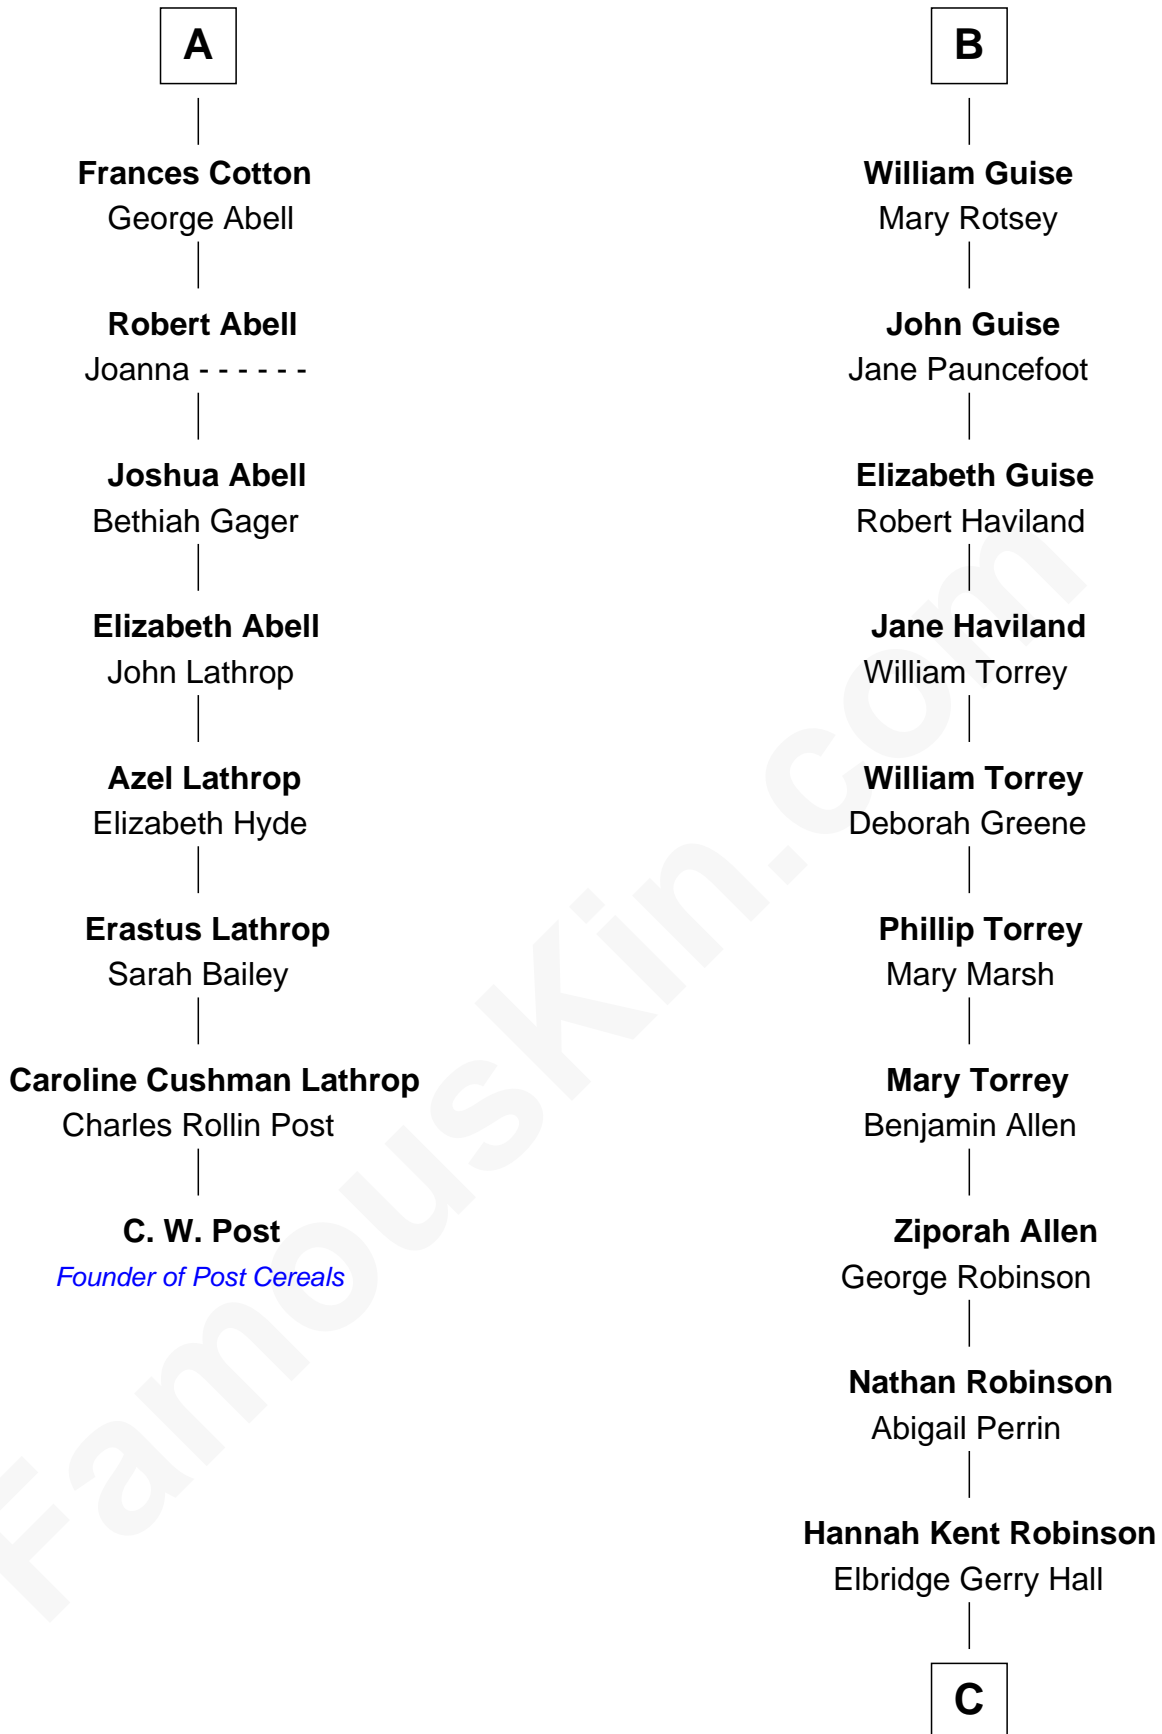 A
Frances Cotton
George Abell
Robert Abell
Joanna - - - - - -
Joshua Abell
Bethiah Gager
Elizabeth Abell
John Lathrop
Azel Lathrop
Elizabeth Hyde
Erastus Lathrop
Sarah Bailey
Caroline Cushman Lathrop
Charles Rollin Post
C. W. Post
Founder of Post Cereals
B
William Guise
Mary Rotsey
John Guise
Jane Pauncefoot
Elizabeth Guise
Robert Haviland
Jane Haviland
William Torrey
William Torrey
Deborah Greene
Phillip Torrey
Mary Marsh
Mary Torrey
Benjamin Allen
Ziporah Allen
George Robinson
Nathan Robinson
Abigail Perrin
Hannah Kent Robinson
Elbridge Gerry Hall
C
FamousKin.com